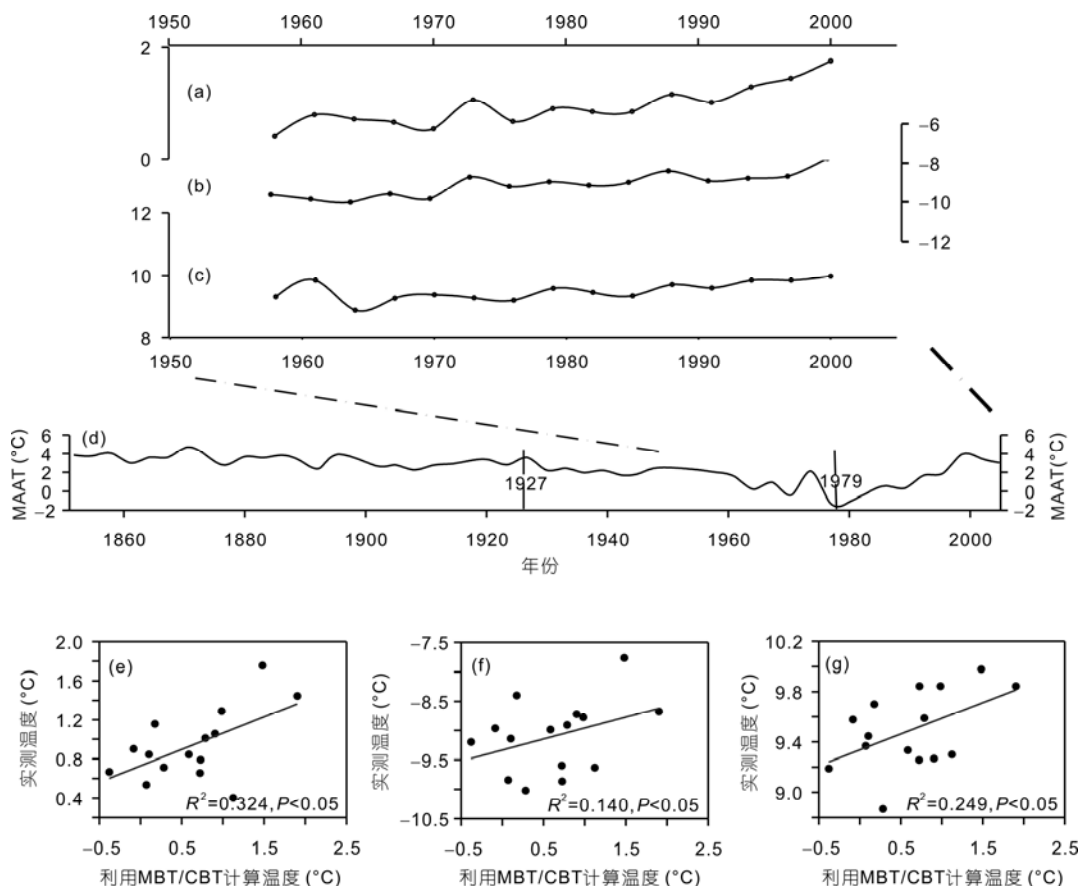 1950 1960 1970 1980 1990 2000
2
(a)
0
−6
−8
−10
−12
(b)
12
(c)
10
8
1950 1960 1970 1980 1990 2000
MAAT (°C)
6
4
2
0
−2
(d)
1927
1979
6
4
2
0
−2
MAAT(°C)
1860 1880 1900 1920 1940 1960 1980 2000
年份
实测温度 (°C)
2.0
1.6
1.2
0.8
0.4
(e)
R²=0.324, P<0.05
−0.5 0.5 1.5 2.5
利用MBT/CBT计算温度 (°C)
实测温度 (°C)
−7.5
−8.5
−9.5
−10.5
(f)
R²=0.140, P<0.05
−0.5 0.5 1.5 2.5
利用MBT/CBT计算温度 (°C)
实测温度 (°C)
10.2
9.8
9.4
9.0
(g)
R²=0.249, P<0.05
−0.5 0.5 1.5 2.5
利用MBT/CBT计算温度 (°C)